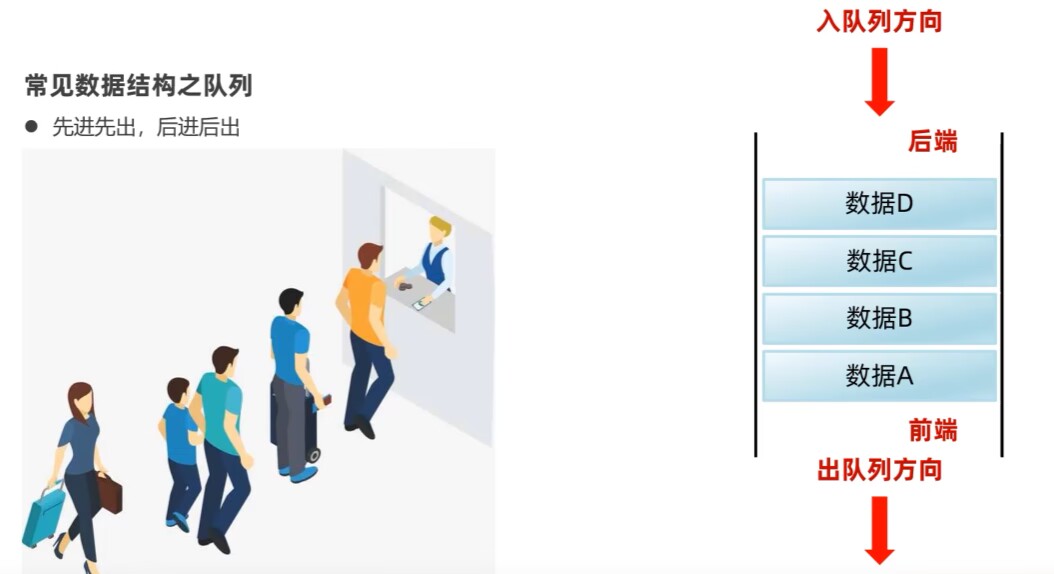 常见数据结构之队列
● 先进先出，后进后出
入队列方向
后端
数据D
数据C
数据B
数据A
前端
出队列方向